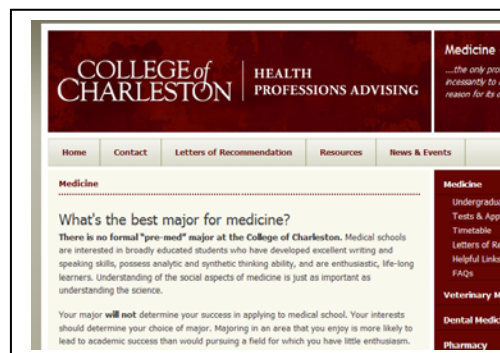 COLLEGE of
CHARLESTON
HEALTH
PROFESSIONS ADVISING
Medicine
....the only pro
incessantly to
reason for its
Home Contact Letters of Recommendation Resources News & Events
Medicine
What's the best major for medicine?
There is no formal "pre-med" major at the College of Charleston. Medical schools
are interested in broadly educated students who have developed excellent writing and
speaking skills, possess analytic and synthetic thinking ability, and are enthusiastic, life-long
learners. Understanding of the social aspects of medicine is just as important as
understanding the science.
Your major will not determine your success in applying to medical school. Your interests
should determine your choice of major. Majoring in an area that you enjoy is more likely to
lead to academic success than would pursuing a field for which you have little enthusiasm.
Medicine
Undergradua
Tests & App
Timetable
Letters of Re
Helpful Links
FAQs
Veterinary M
Dental Medic
Pharmacy